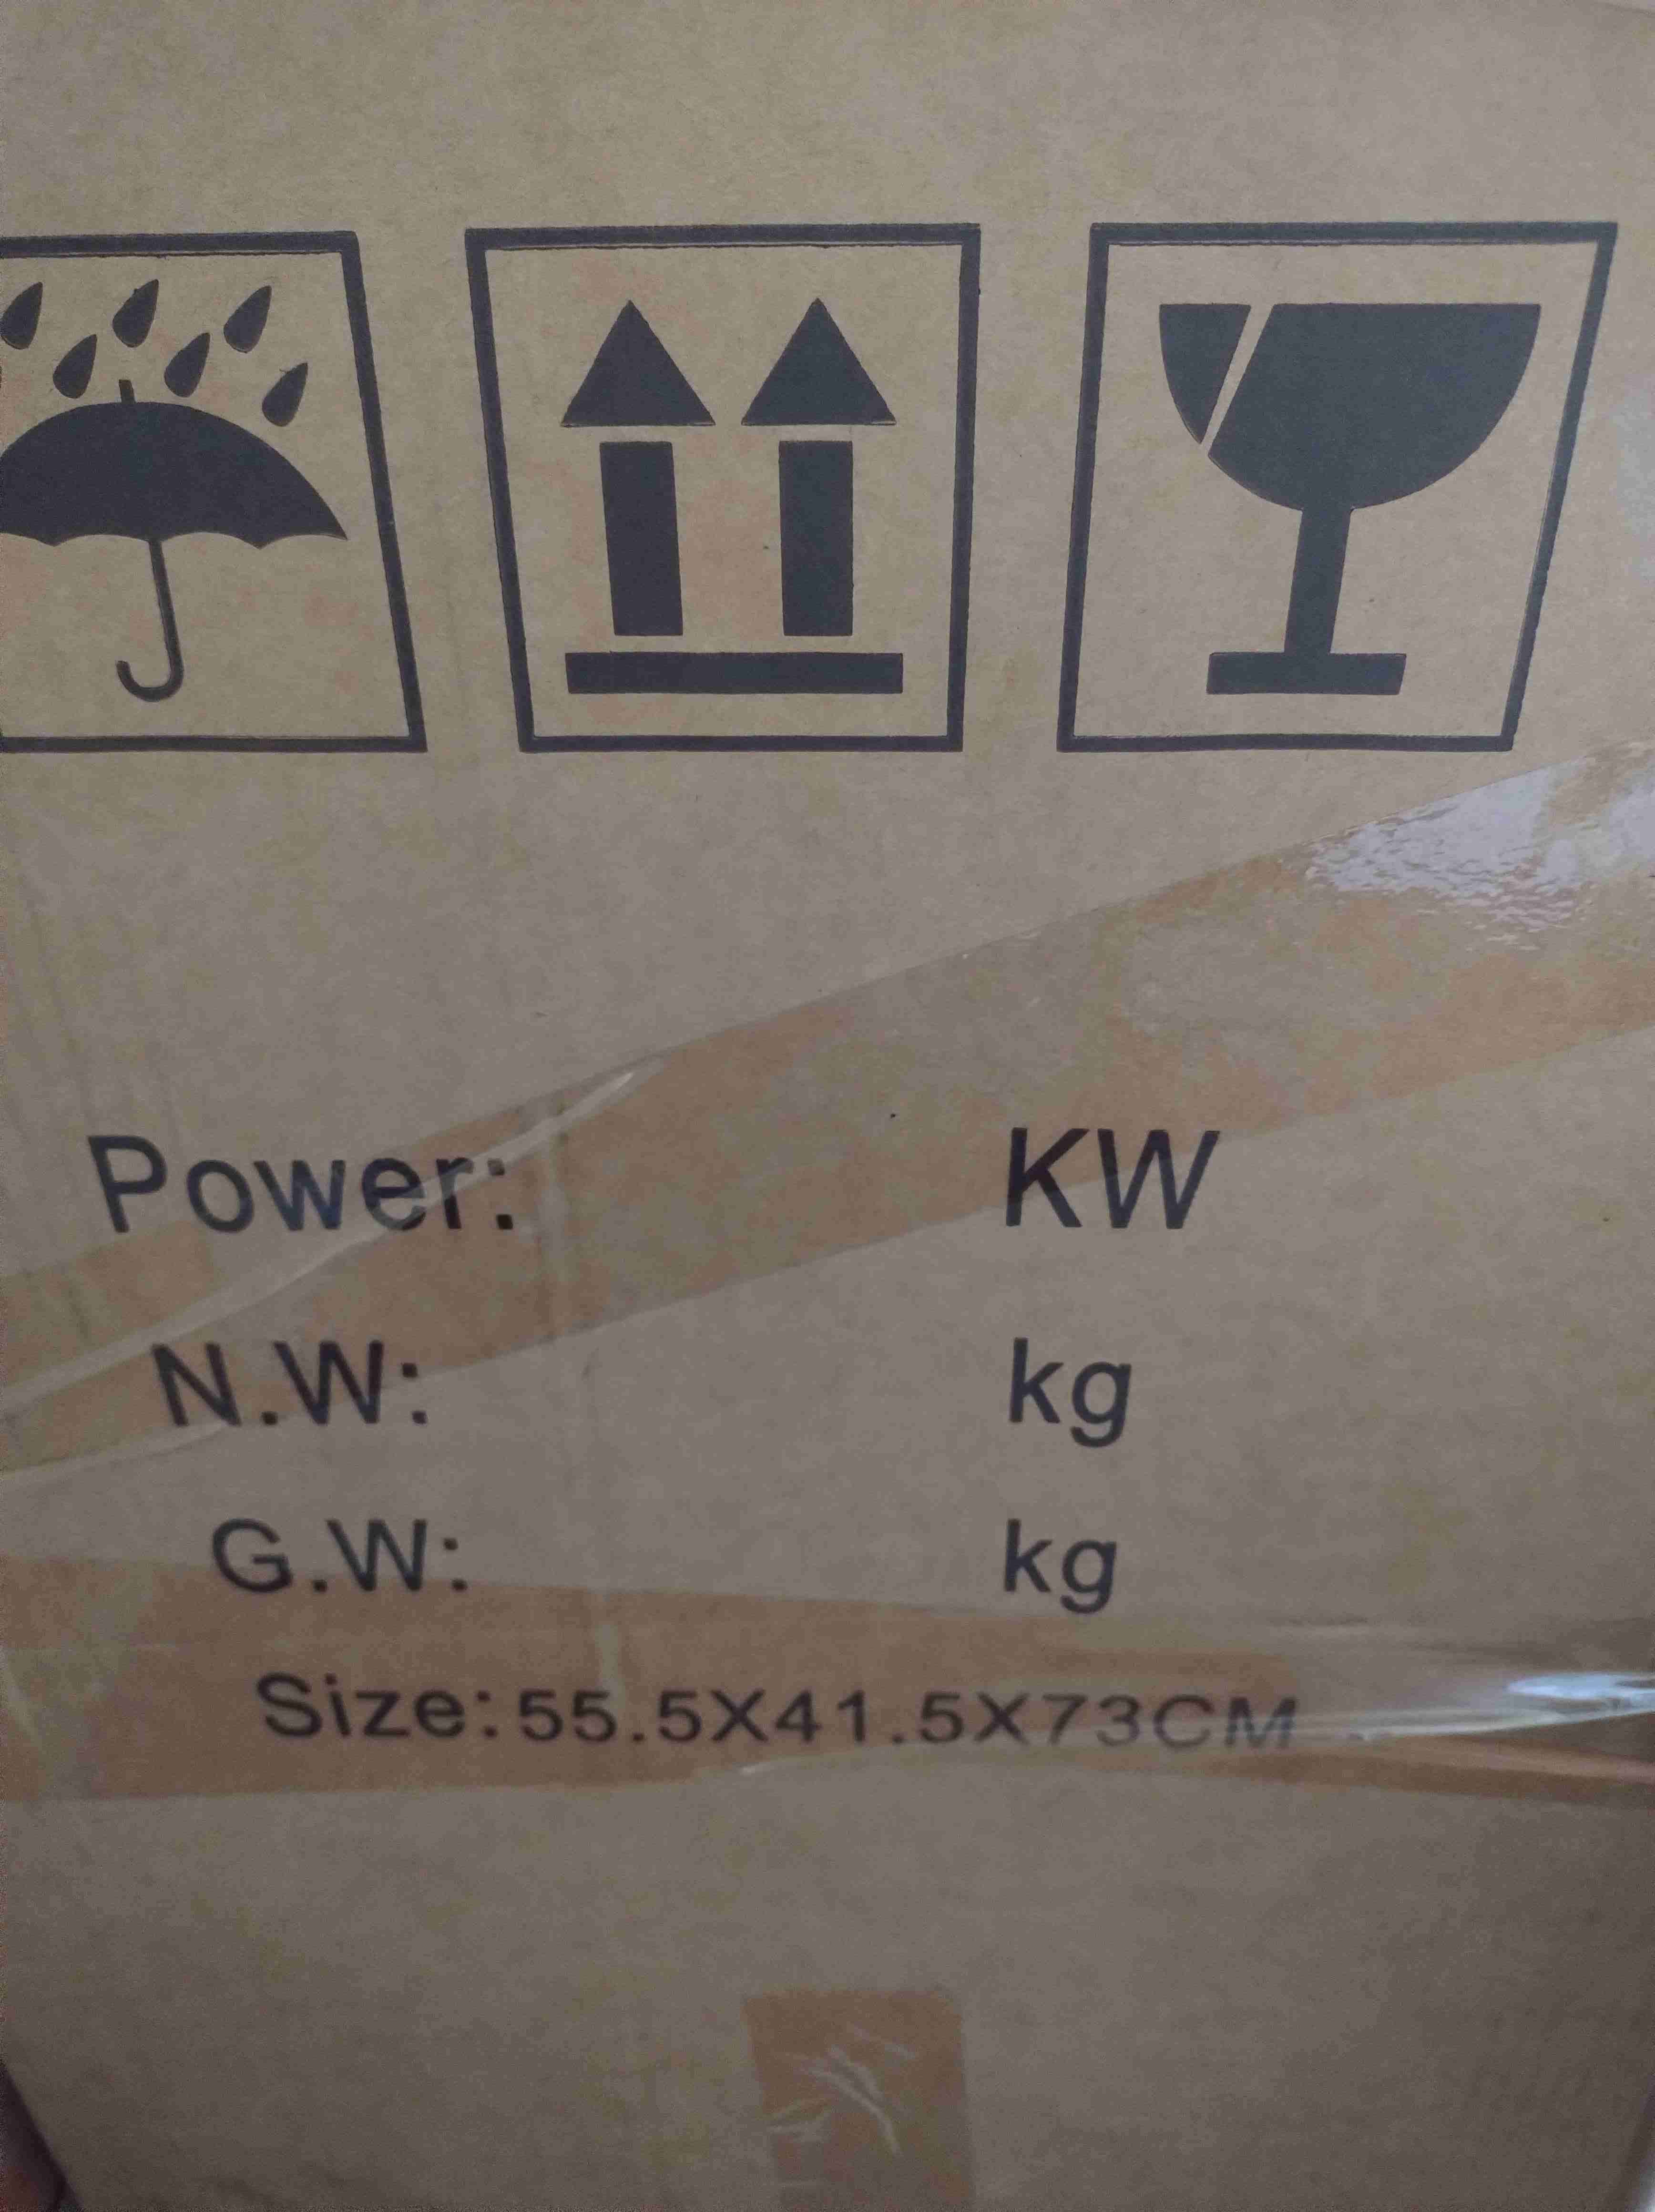 Power: KW
N.W: kg
G.W: kg
Size:55.5X41.5X73CM